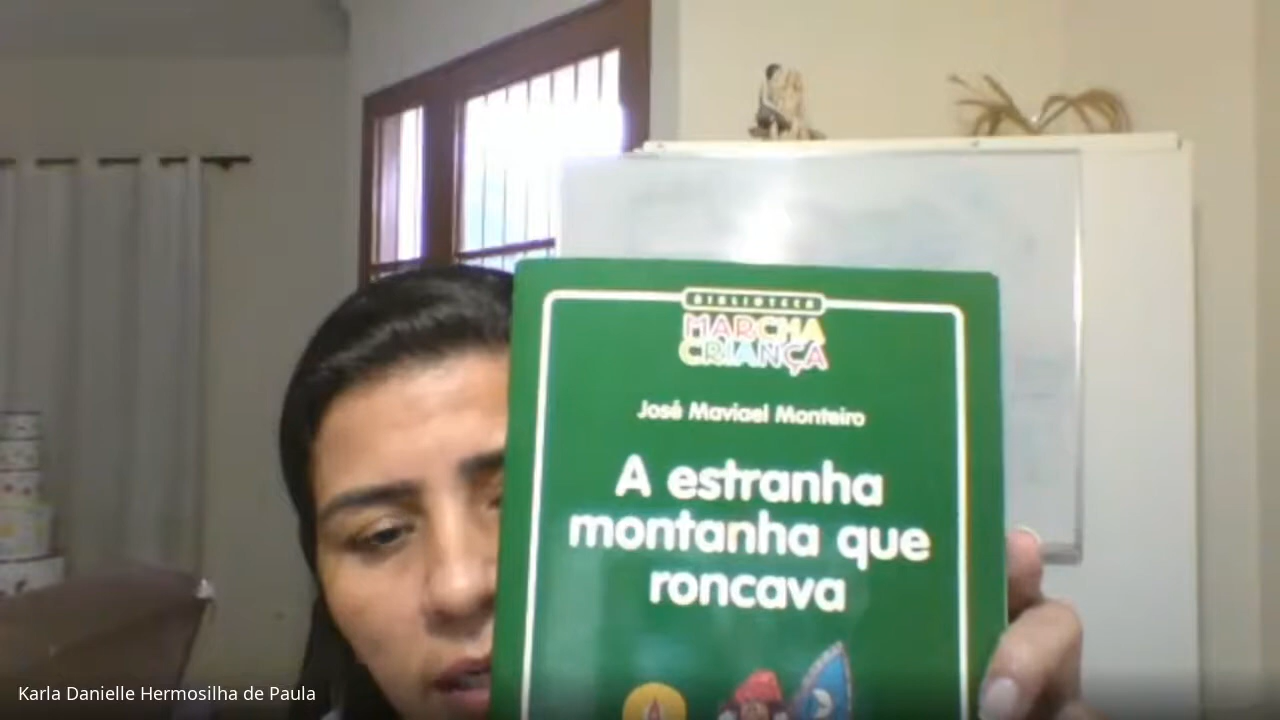 BIBLIOTECA
MARCHA
CRIANÇA
José Maviael Monteiro
A estranha
montanha que
roncava
Karla Danielle Hermosilha de Paula